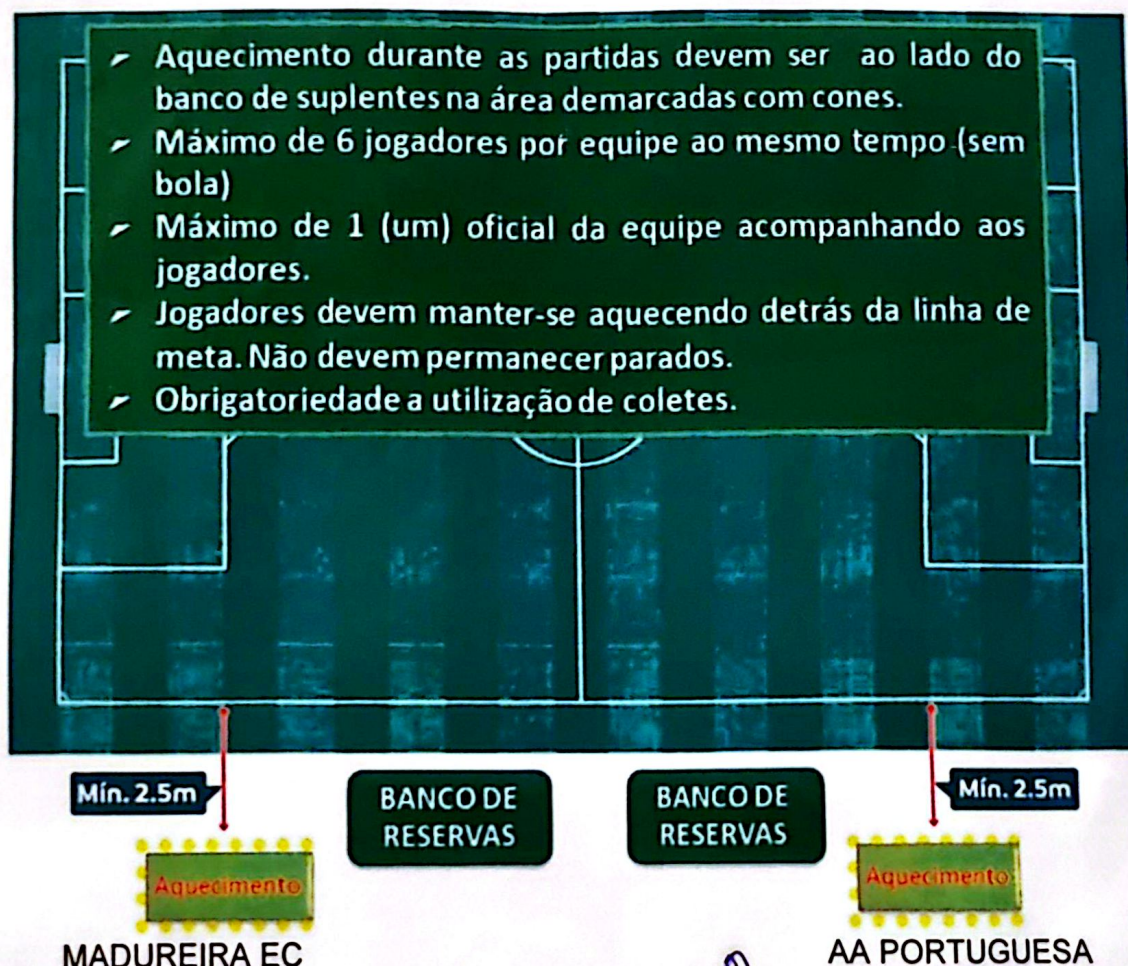 Aquecimento durante as partidas devem ser ao lado do
banco de suplentes na área demarcadas com cones.
Máximo de 6 jogadores por equipe ao mesmo tempo (sem
bola)
Máximo de 1 (um) oficial da equipe acompanhando aos
jogadores.
Jogadores devem manter-se aquecendo detrás da linha de
meta. Não devem permanecer parados.
Obrigatoriedade a utilização de coletes.
Mín. 2.5m
BANCO DE
RESERVAS
BANCO DE
RESERVAS
Mín. 2.5m
Aquecimento
Aquecimento
MADUREIRA EC
AA PORTUGUESA